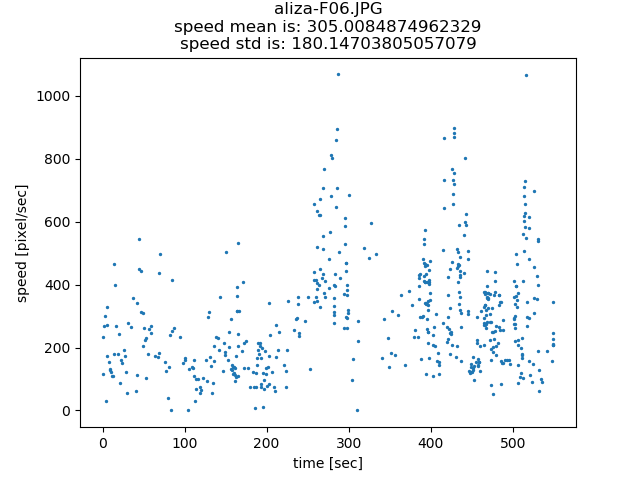 aliza-F06.JPG
speed mean is: 305.0084874962329
speed std is: 180.14703805057079
1000
800
600
400
200
0
speed [pixel/sec]
0 100 200 300 400 500
time [sec]